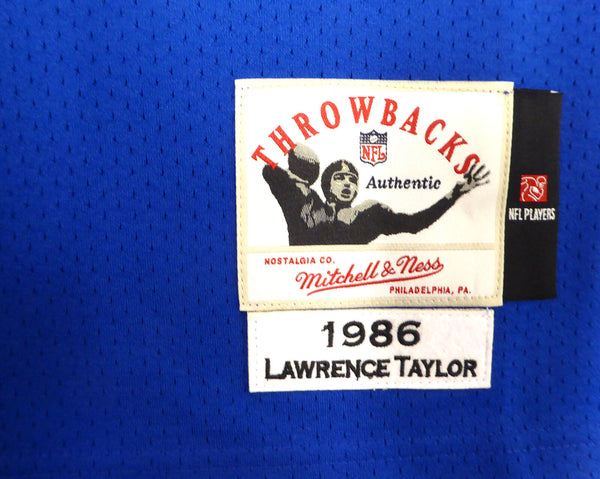 THROWBACKS
NFL
Authentic
NOSTALGIA CO.
Mitchell & Ness
PHILADELPHIA, PA.
NFL PLAYERS
1986
LAWRENCE TAYLOR